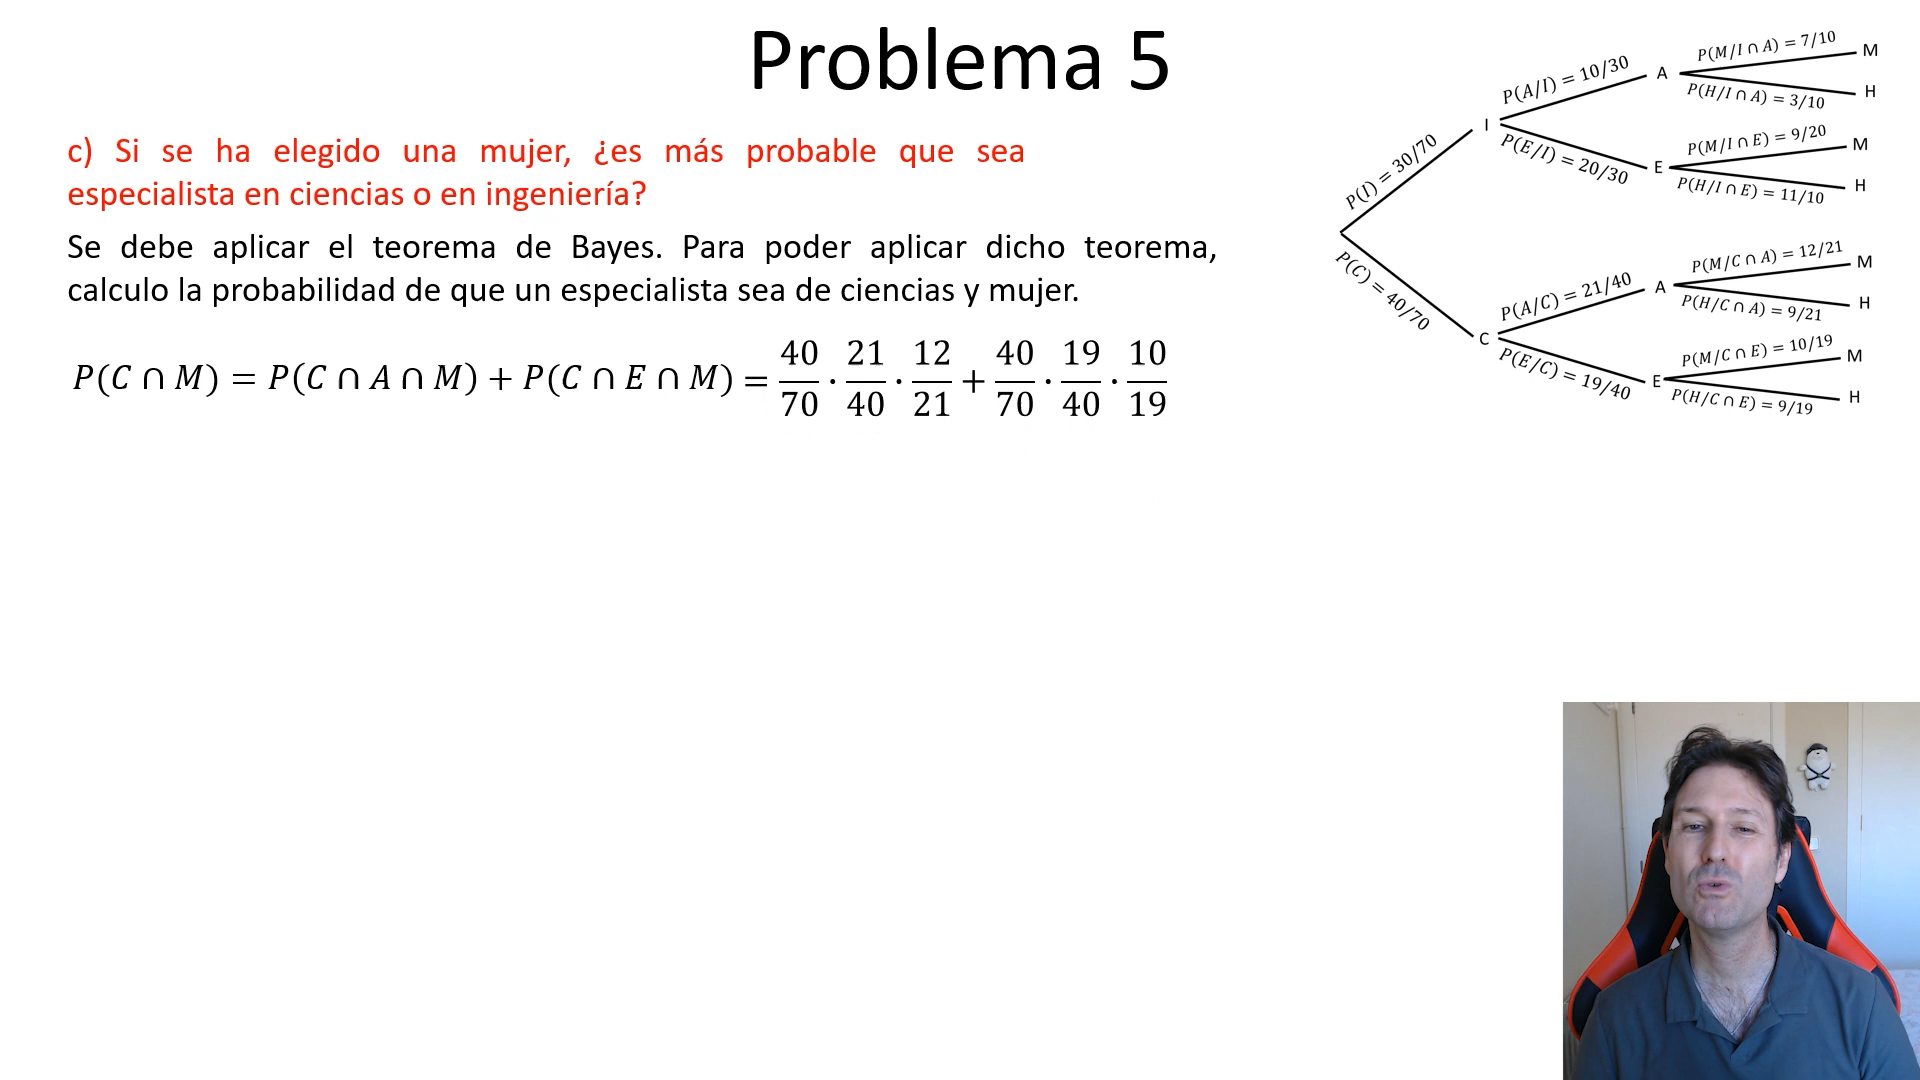 Problema 5
c) Si se ha elegido una mujer, ¿es más probable que sea
especialista en ciencias o en ingeniería?
Se debe aplicar el teorema de Bayes. Para poder aplicar dicho teorema,
calculo la probabilidad de que un especialista sea de ciencias y mujer.
P(C ∩ M) = P(C ∩ A ∩ M) + P(C ∩ E ∩ M) = 40/70 · 21/40 · 12/21 + 40/70 · 19/40 · 10/19
P(I) = 30/70
I
P(A/I) = 10/30
A
P(M/I ∩ A) = 7/10
M
P(H/I ∩ A) = 3/10
H
P(E/I) = 20/30
E
P(M/I ∩ E) = 9/20
M
P(H/I ∩ E) = 11/10
H
P(C) = 40/70
C
P(A/C) = 21/40
A
P(M/C ∩ A) = 12/21
M
P(H/C ∩ A) = 9/21
H
P(E/C) = 19/40
E
P(M/C ∩ E) = 10/19
M
P(H/C ∩ E) = 9/19
H